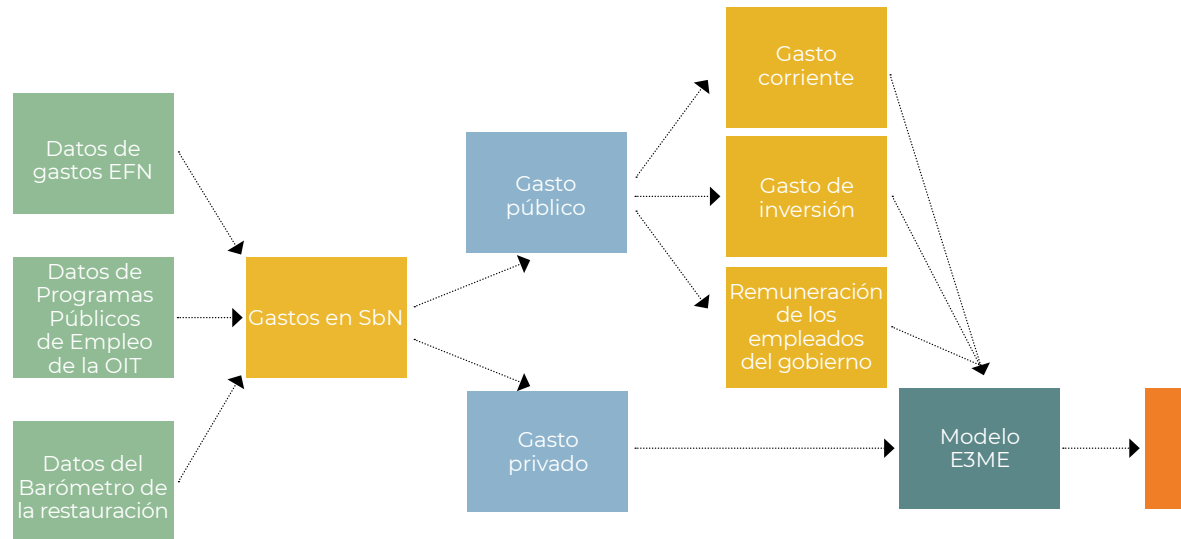 Datos de
gastos EFN
Datos de
Programas
Públicos
de Empleo
de la OIT
Datos del
Barómetro de
la restauración
Gastos en SbN
Gasto
público
Gasto
privado
Gasto
corriente
Gasto de
inversión
Remuneración
de los
empleados
del gobierno
Modelo
E3ME